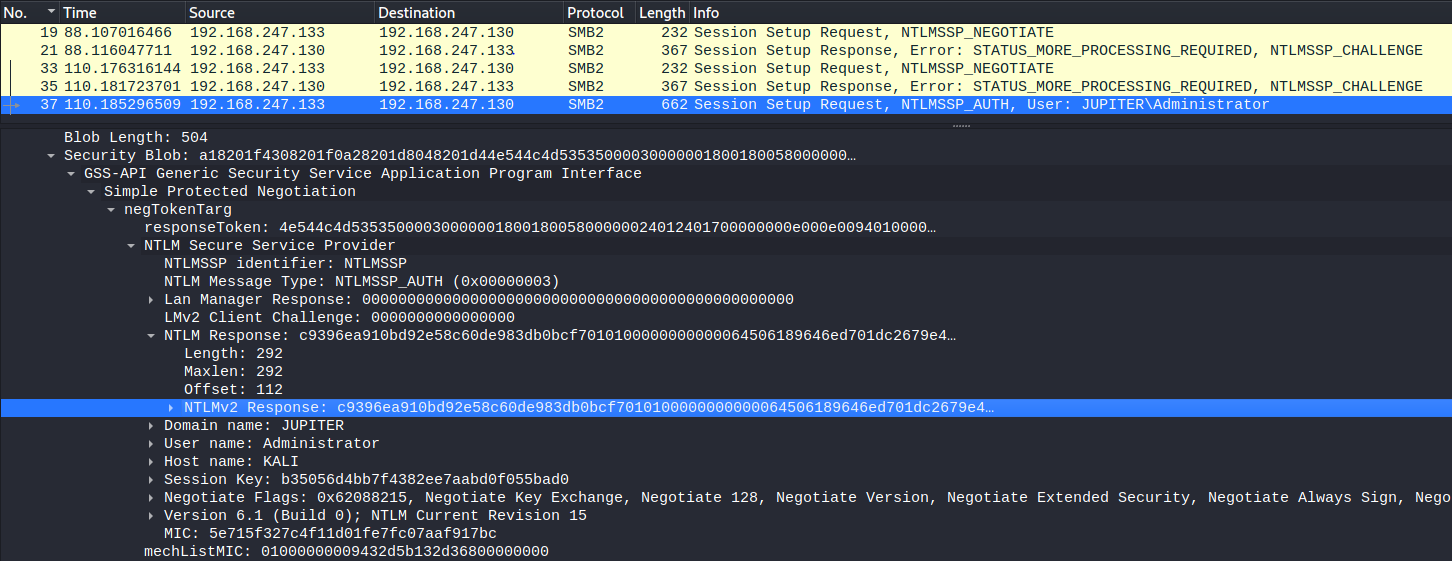 No. Time Source Destination Protocol Length Info
19 88.107016466 192.168.247.133 192.168.247.130 SMB2 232 Session Setup Request, NTLMSSP_NEGOTIATE
21 88.116047711 192.168.247.130 192.168.247.133 SMB2 367 Session Setup Response, Error: STATUS_MORE_PROCESSING_REQUIRED, NTLMSSP_CHALLENGE
33 110.176316144 192.168.247.133 192.168.247.130 SMB2 232 Session Setup Request, NTLMSSP_NEGOTIATE
35 110.181723701 192.168.247.130 192.168.247.133 SMB2 367 Session Setup Response, Error: STATUS_MORE_PROCESSING_REQUIRED, NTLMSSP_CHALLENGE
37 110.185296509 192.168.247.133 192.168.247.130 SMB2 662 Session Setup Request, NTLMSSP_AUTH, User: JUPITER\Administrator
Blob Length: 504
Security Blob: a18201f4308201f0a28201d8048201d44e544c4d53535000030000001800180058000000…
GSS-API Generic Security Service Application Program Interface
Simple Protected Negotiation
negTokenTarg
responseToken: 4e544c4d53535000030000001800180058000000240124017000000000e000e0094010000…
NTLM Secure Service Provider
NTLMSSP identifier: NTLMSSP
NTLM Message Type: NTLMSSP_AUTH (0x00000003)
Lan Manager Response: 000000000000000000000000000000000000000000000000
LMv2 Client Challenge: 0000000000000000
NTLM Response: c9396ea910bd92e58c60de983db0bcf70101000000000000064506189646ed701dc2679e4…
Length: 292
Maxlen: 292
Offset: 112
NTLMv2 Response: c9396ea910bd92e58c60de983db0bcf70101000000000000064506189646ed701dc2679e4…
Domain name: JUPITER
User name: Administrator
Host name: KALI
Session Key: b35056d4bb7f4382ee7aabd0f055bad0
Negotiate Flags: 0x62088215, Negotiate Key Exchange, Negotiate 128, Negotiate Version, Negotiate Extended Security, Negotiate Always Sign, Nego
Version 6.1 (Build 0); NTLM Current Revision 15
MIC: 5e715f327c4f11d01fe7fc07aaf917bc
mechListMIC: 01000000009432d5b132d36800000000